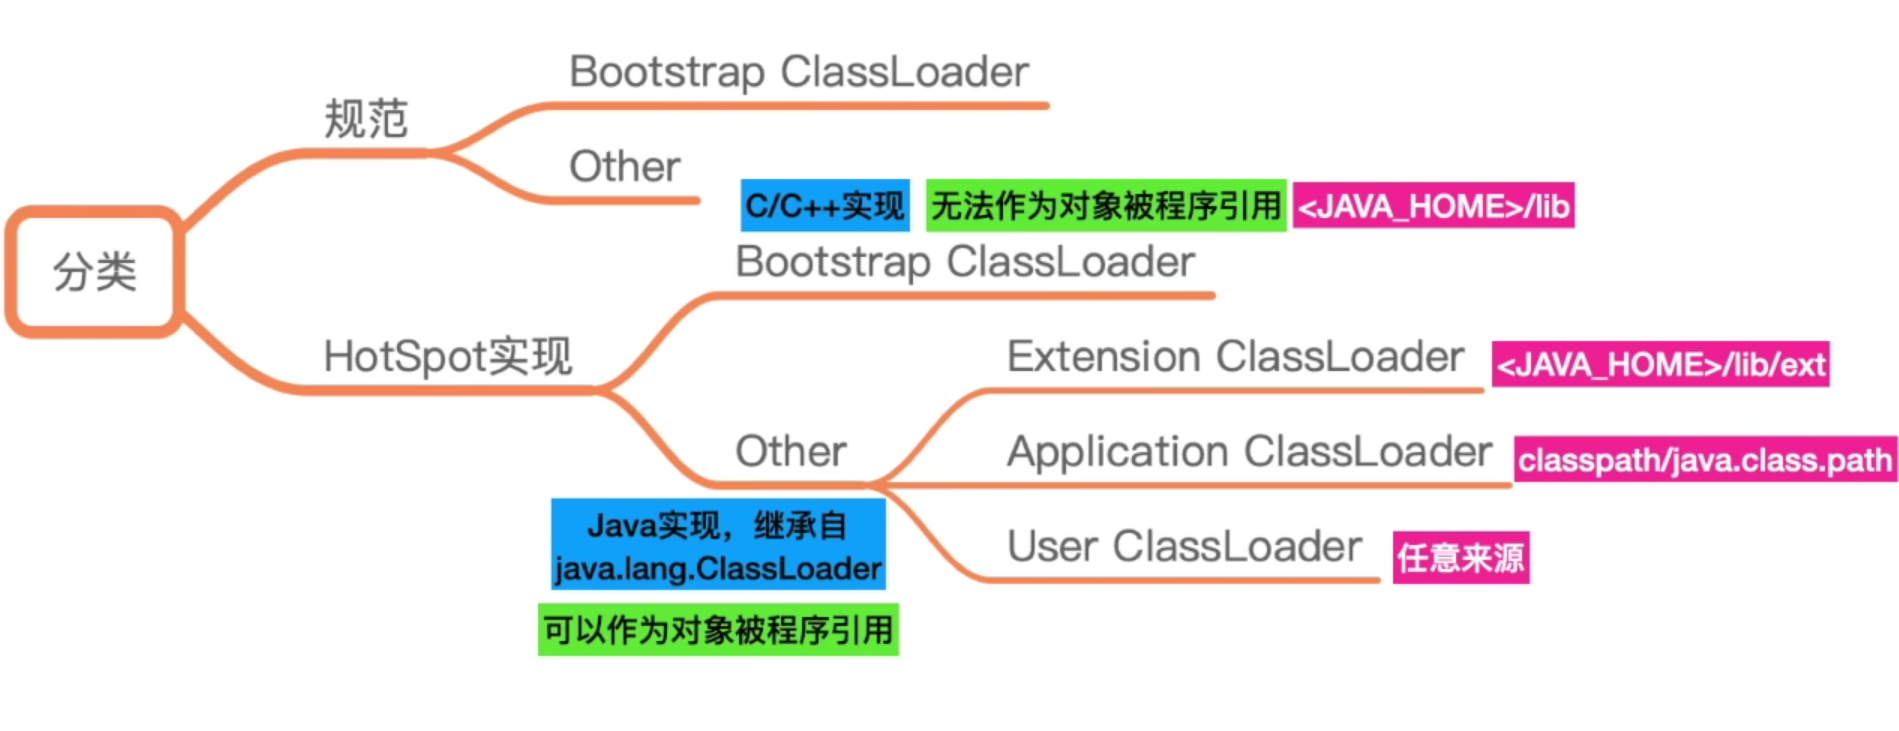 分类
规范
Bootstrap ClassLoader
Other
HotSpot实现
C/C++实现
无法作为对象被程序引用
<JAVA_HOME>/lib
Bootstrap ClassLoader
Other
Java实现，继承自
java.lang.ClassLoader
可以作为对象被程序引用
Extension ClassLoader
<JAVA_HOME>/lib/ext
Application ClassLoader
classpath/java.class.path
User ClassLoader
任意来源